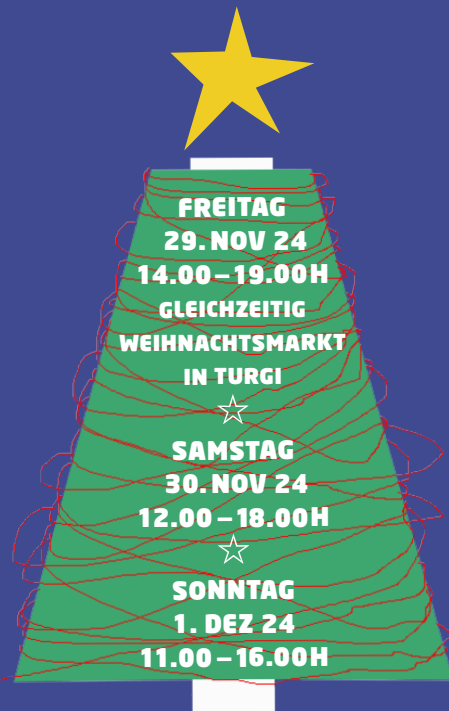 FREITAG
29. NOV 24
14.00–19.00H
GLEICHZEITIG
WEIHNACHTSMARKT
IN TURGI
SAMSTAG
30. NOV 24
12.00–18.00H
SONNTAG
1. DEZ 24
11.00–16.00H